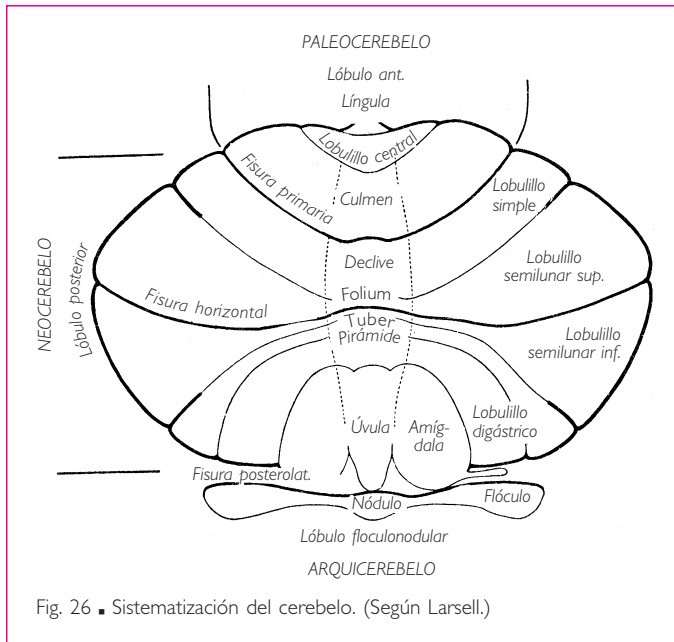 PALEOCEREBELO
Lóbulo ant.
Língula
Lobulillo central
Fisura primaria
Culmen
Lobulillo
simple
Declive
Lobulillo
semilunar sup.
NEOCEREBELO
Lóbulo posterior
Fisura horizontal
Folium
Tuber
Pirámide
Lobulillo
semilunar inf.
Úvula
Amíg-
dala
Lobulillo
digástrico
Fisura posterolat.
Nódulo
Flóculo
Lóbulo floculonodular
ARQUICEREBELO
Fig. 26 ▪ Sistematización del cerebelo. (Según Larsell.)